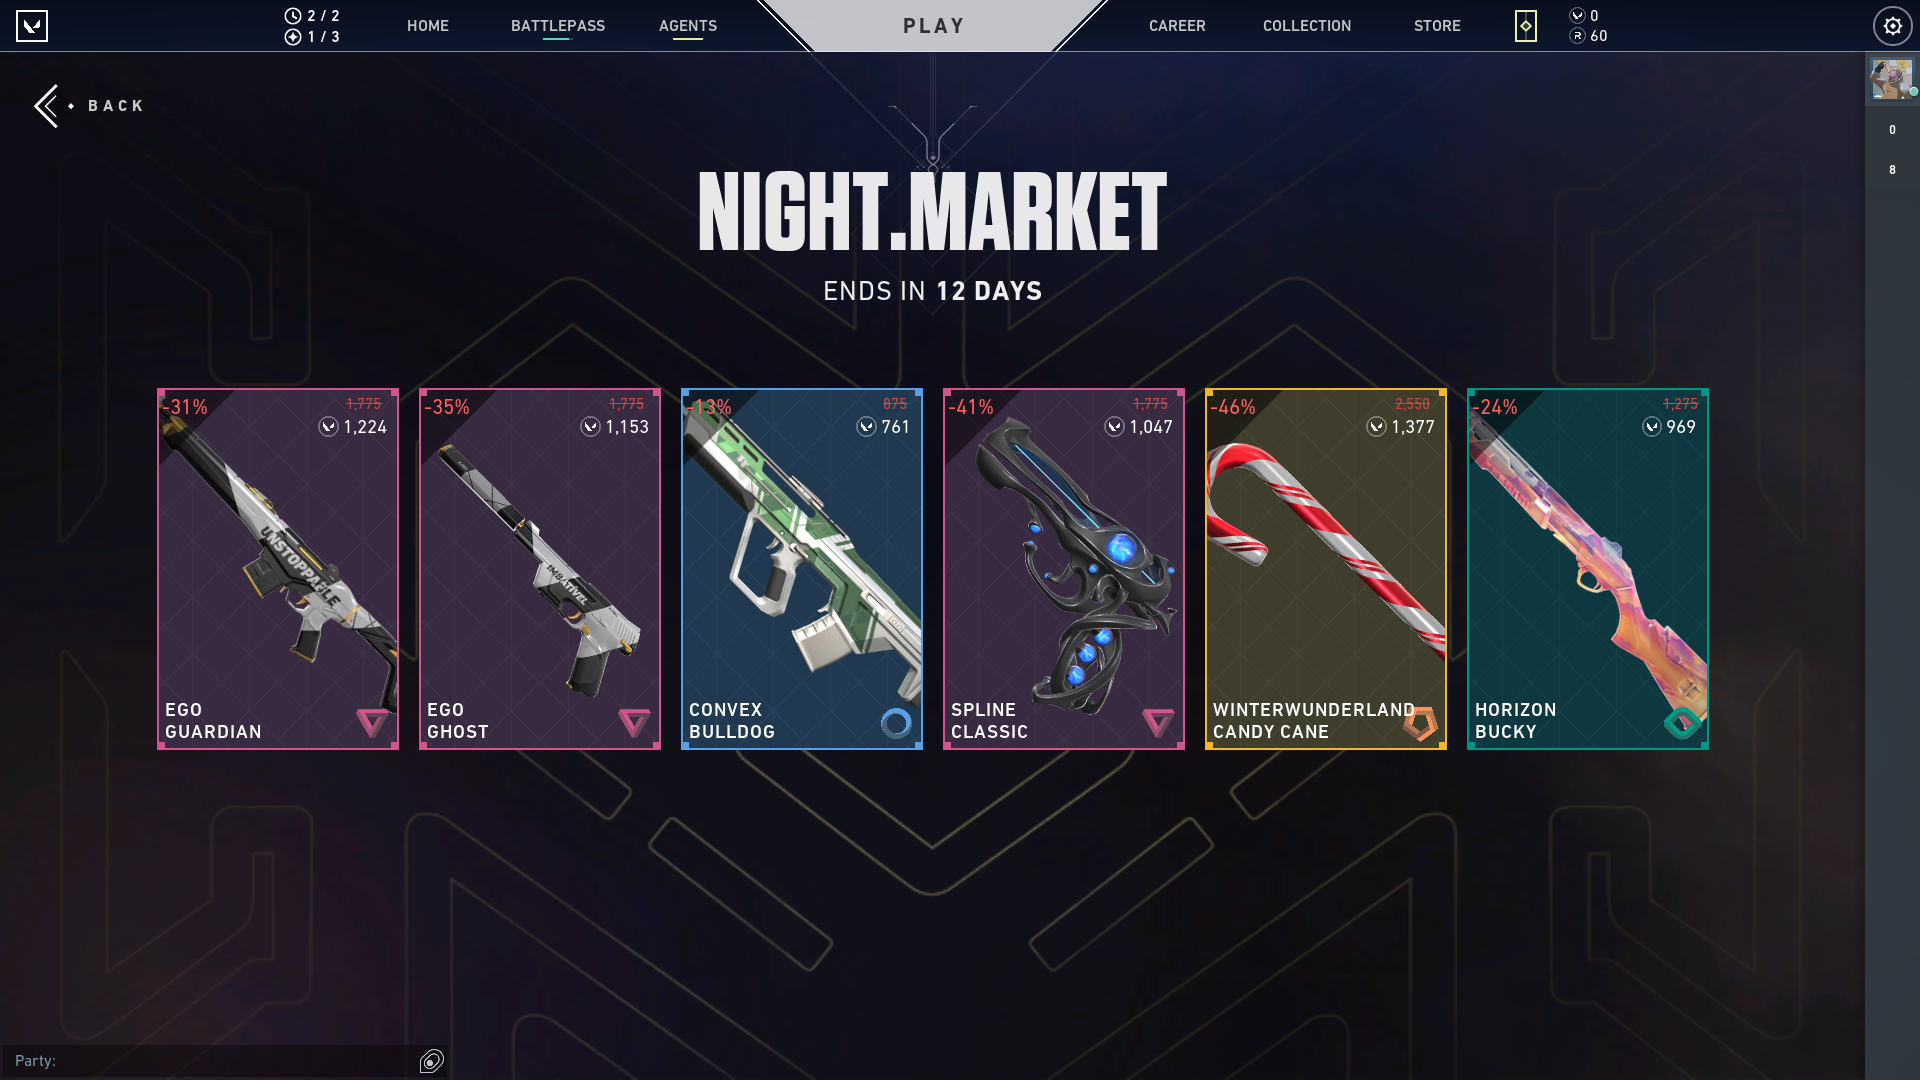 2 / 2
1 / 3
HOME
BATTLEPASS
AGENTS
PLAY
CAREER
COLLECTION
STORE
0
R 60
BACK
0
8
NIGHT.MARKET
ENDS IN 12 DAYS
-31%
1,775
1,224
UNSTOPPABLE
EGO
GUARDIAN
-35%
1,775
1,153
IMBATÍVEL
EGO
GHOST
-13%
875
761
CONVEX
BULLDOG
-41%
1,775
1,047
SPLINE
CLASSIC
-46%
2,550
1,377
WINTERWUNDERLAND
CANDY CANE
-24%
1,275
969
HORIZON
BUCKY
Party: